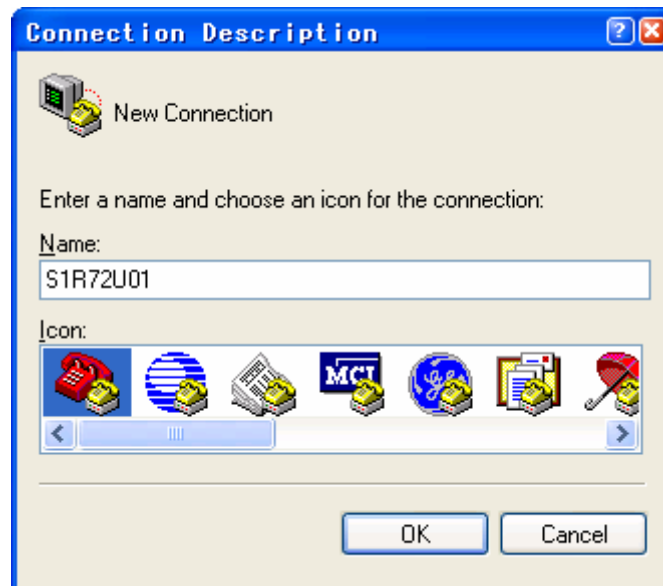 Connection Description
New Connection
Enter a name and choose an icon for the connection:
Name:
S1R72U01
Icon:
MCI
OK Cancel